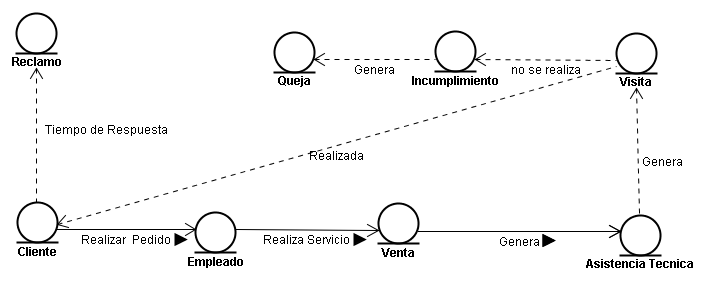 Reclamo
Queja
Genera
Incumplimiento
no se realiza
Visita
Tiempo de Respuesta
Realizada
Genera
Cliente
Realizar Pedido
Empleado
Realiza Servicio
Venta
Genera
Asistencia Tecnica